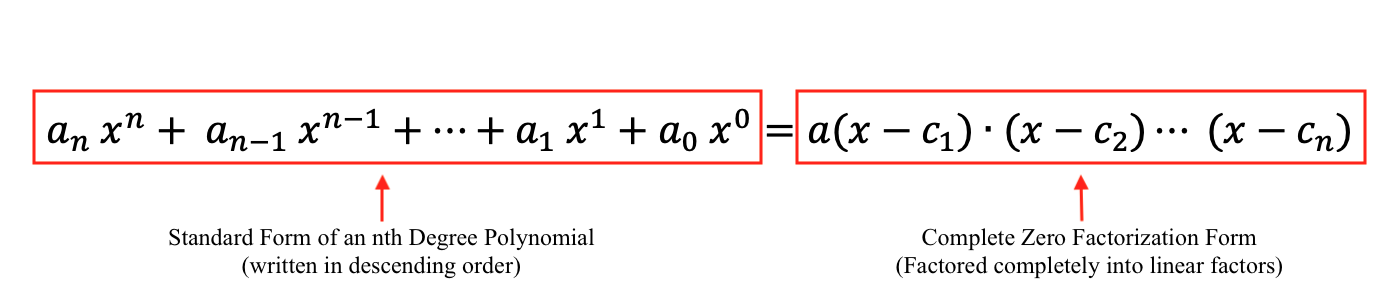 aₙ xⁿ + aₙ₋₁ xⁿ⁻¹ + ⋯ + a₁ x¹ + a₀ x⁰ = a(x − c₁) · (x − c₂) ⋯ (x − cₙ)
Standard Form of an nth Degree Polynomial
(written in descending order)
Complete Zero Factorization Form
(Factored completely into linear factors)